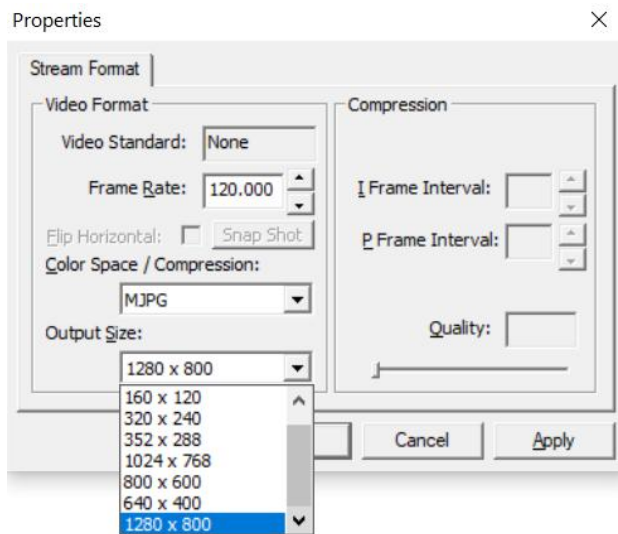 Properties
Stream Format
Video Format
Video Standard: None
Frame Rate: 120.000
Flip Horizontal: Snap Shot
Color Space / Compression:
MJPG
Output Size:
1280 x 800
160 x 120
320 x 240
352 x 288
1024 x 768
800 x 600
640 x 400
1280 x 800
Compression
I Frame Interval:
P Frame Interval:
Quality:
Cancel Apply